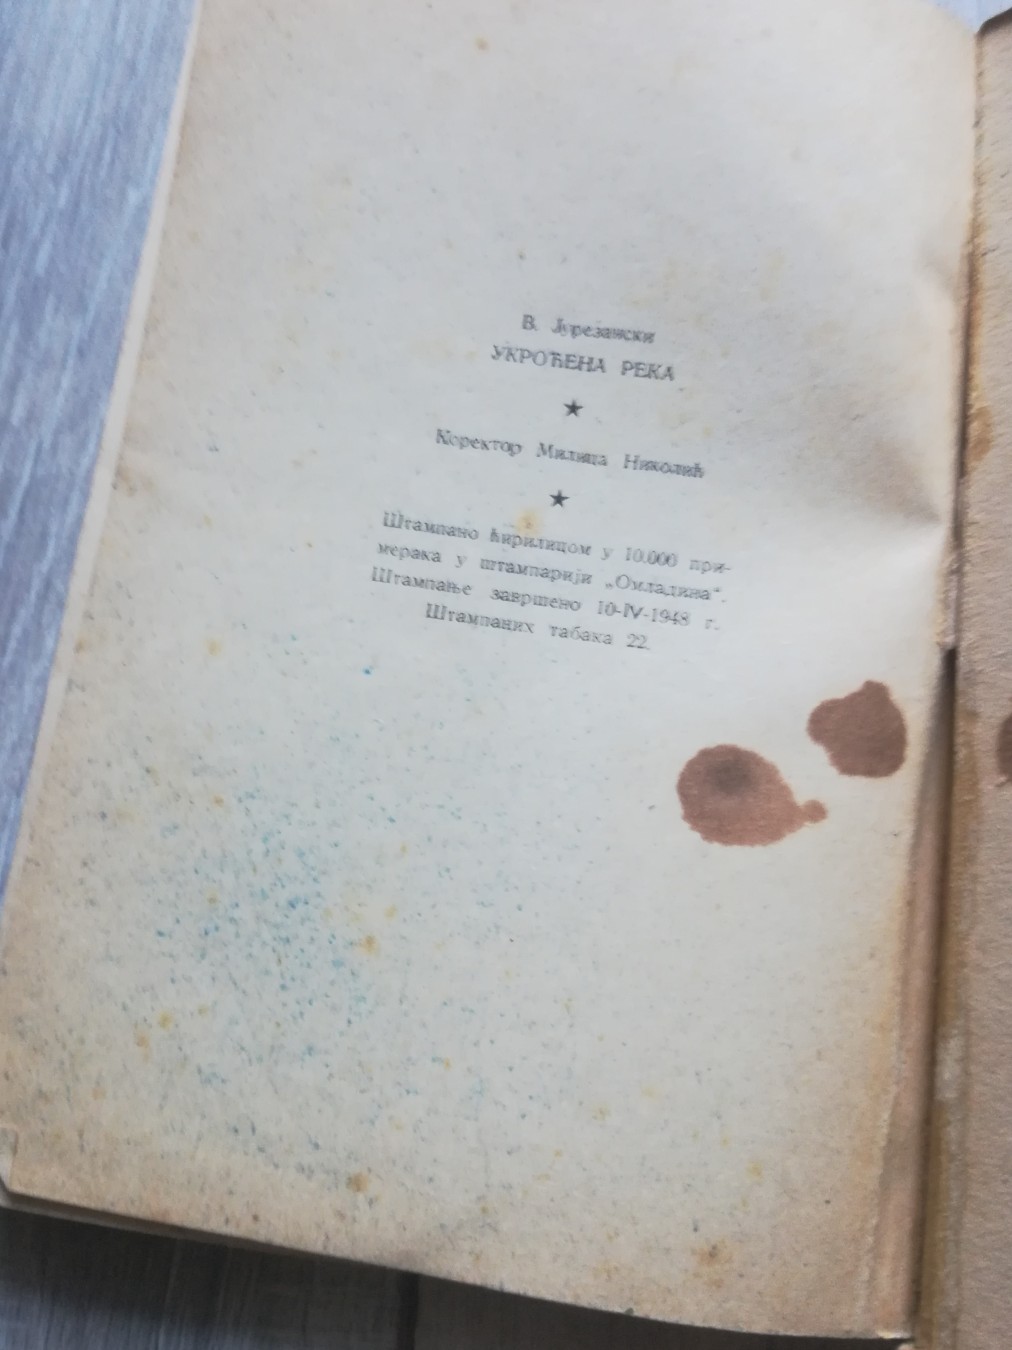 В. Јурезански
УКРОЋЕНА РЕКА
★
Коректор Милица Николић
★
Штампано ћирилицом у 10.000 при-
мерака у штампарији „Омладина“.
Штампање завршено 10-IV-1948 г.
Штампаних табака 22.